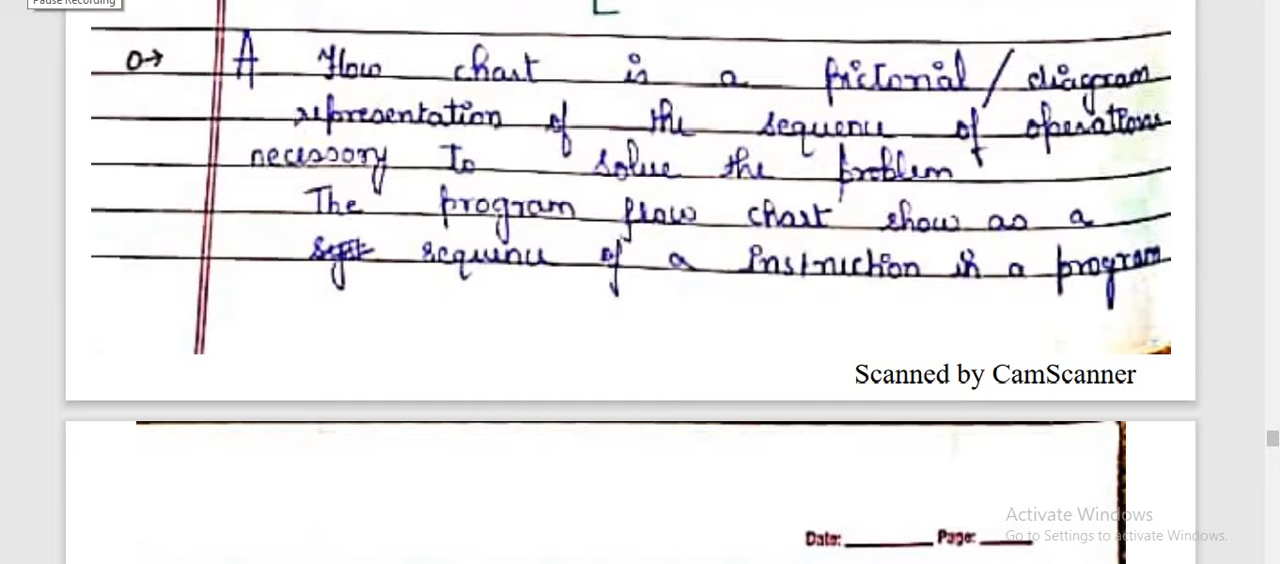 Pause Recording
0→ A Flow chart is a pictorial / diagram
representation of the sequence of operations
necessory To solve the problem
The program flow chart show as a
sequence of a Instruction in a program
Scanned by CamScanner
Date: Page:
Activate Windows
Go to Settings to activate Windows.